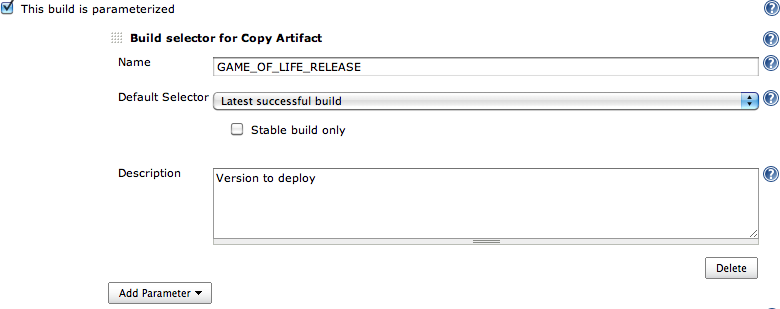 This build is parameterized
Build selector for Copy Artifact
Name
GAME_OF_LIFE_RELEASE
Default Selector
Latest successful build
Stable build only
Description
Version to deploy
Delete
Add Parameter